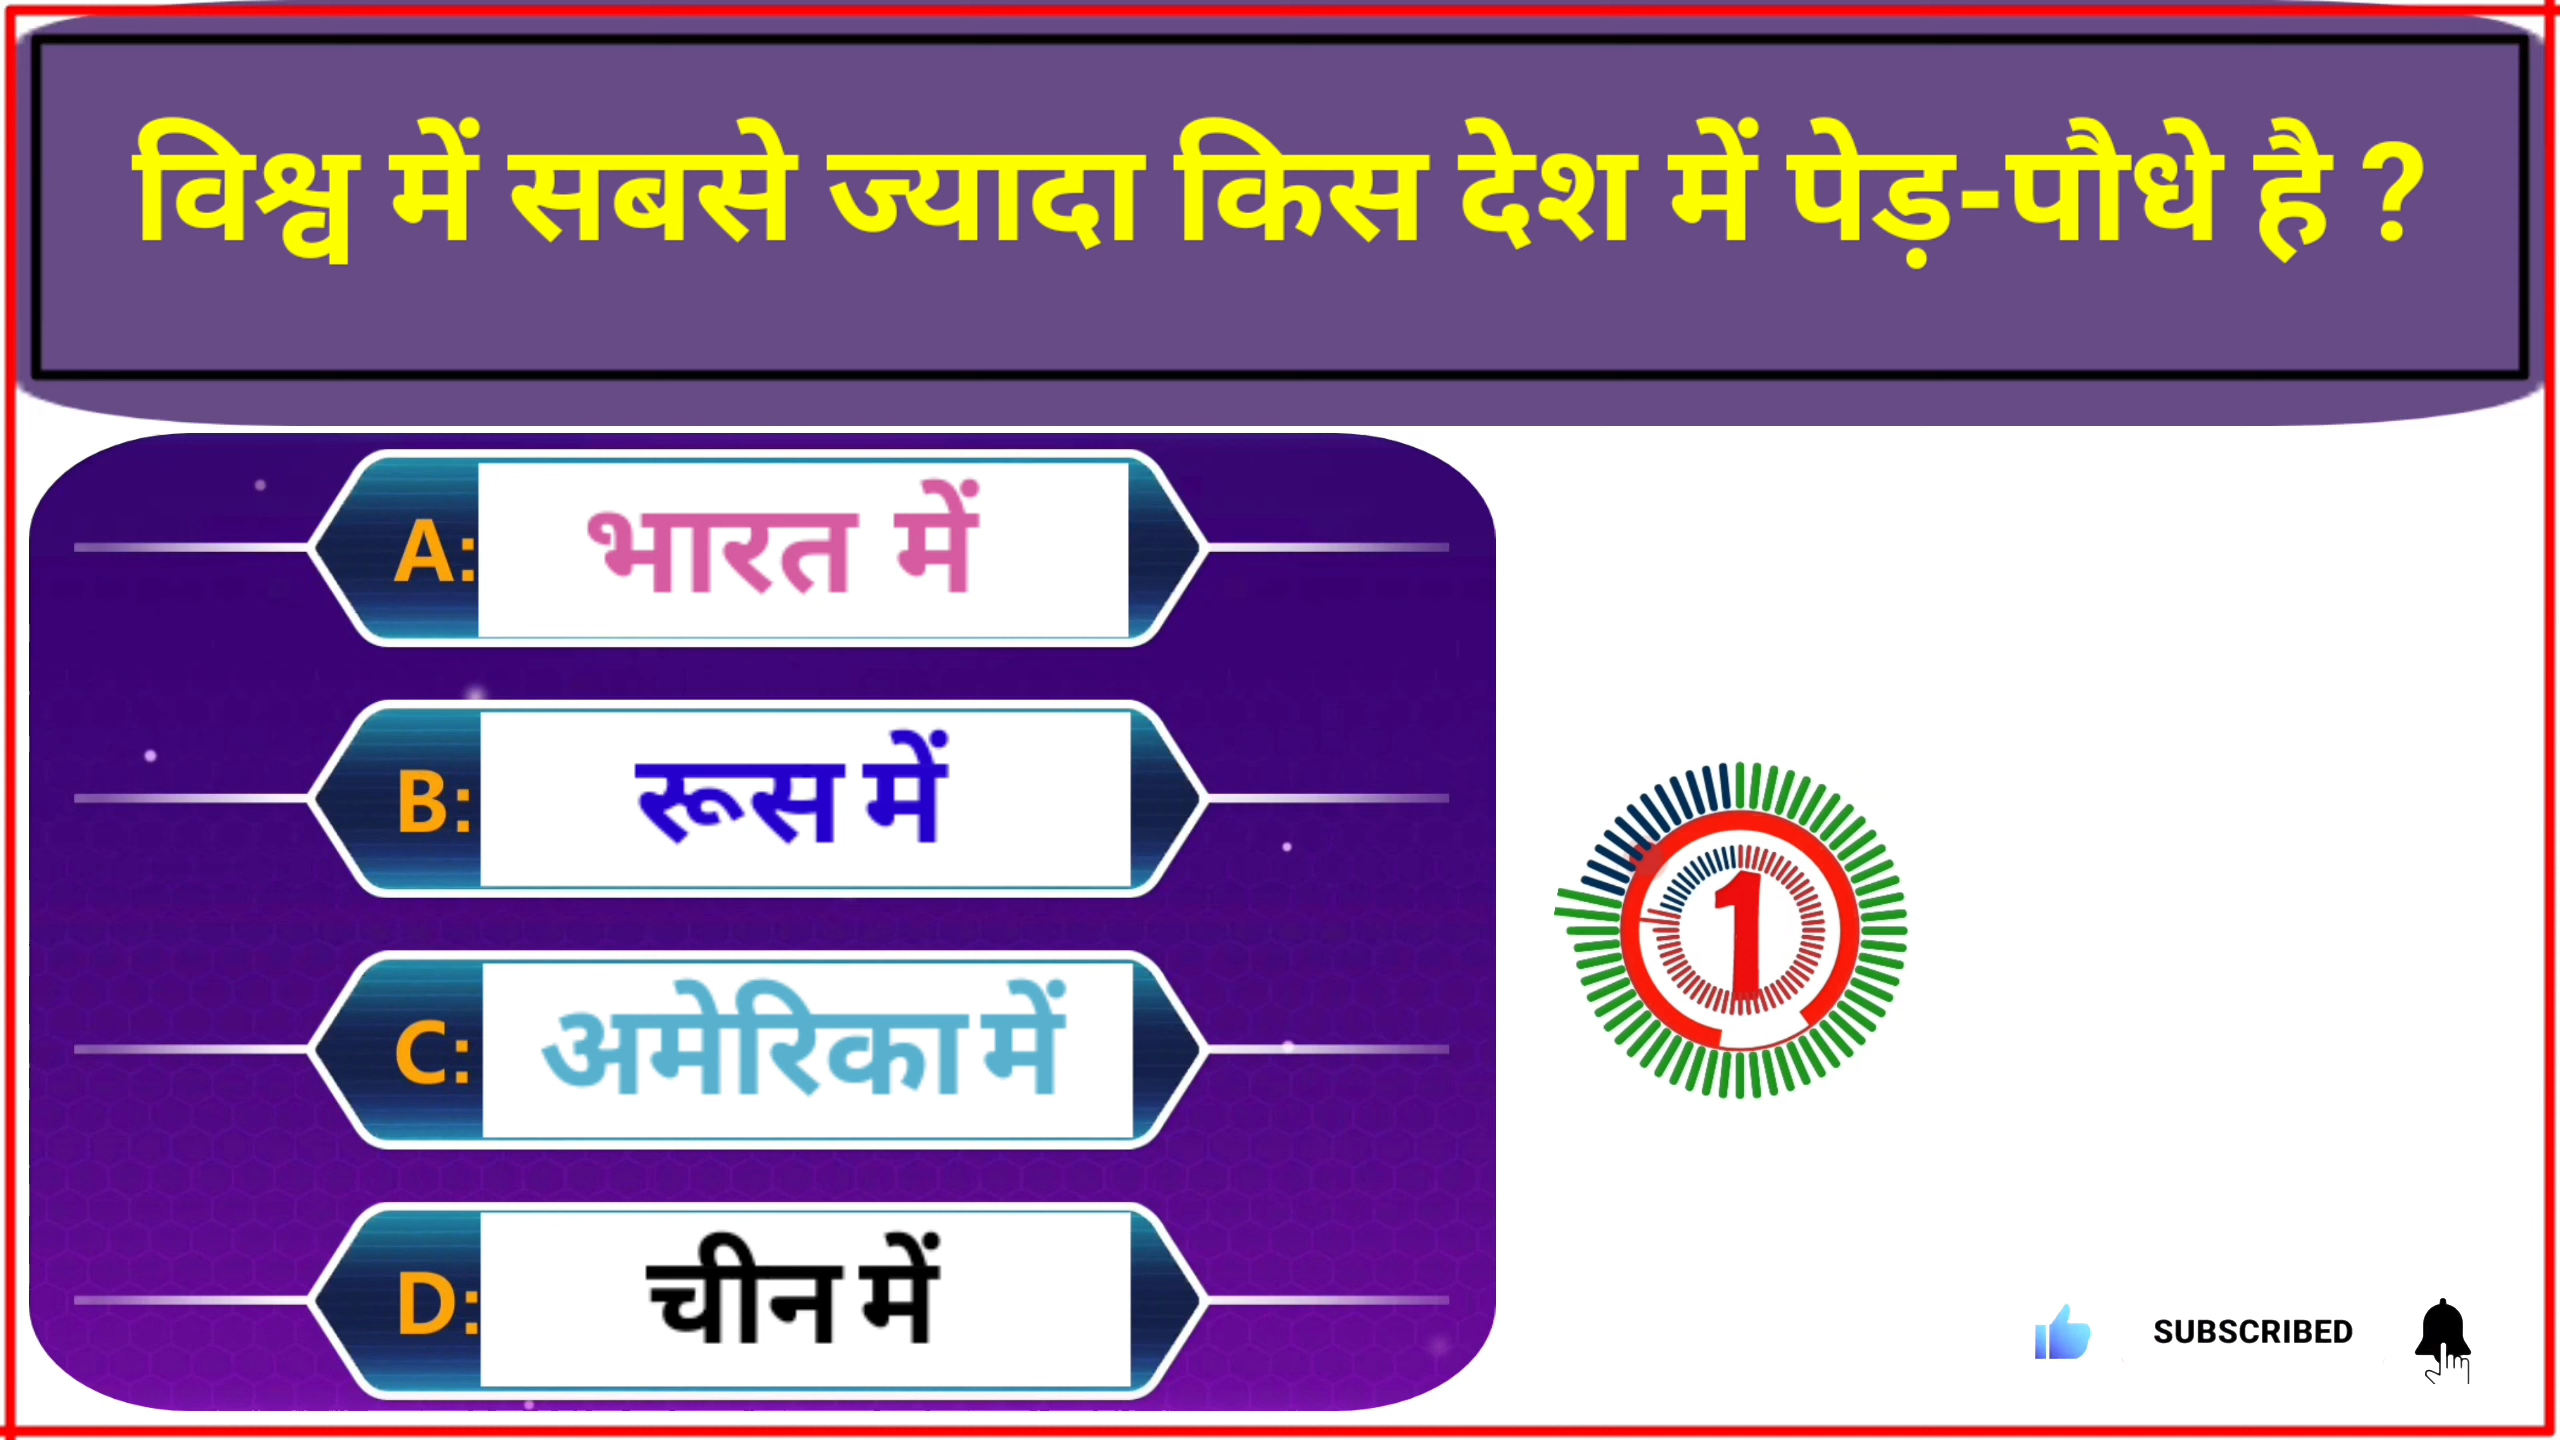 विश्व में सबसे ज्यादा किस देश में पेड़-पौधे है ?
A: भारत में
B: रूस में
C: अमेरिका में
D: चीन में
1
SUBSCRIBED